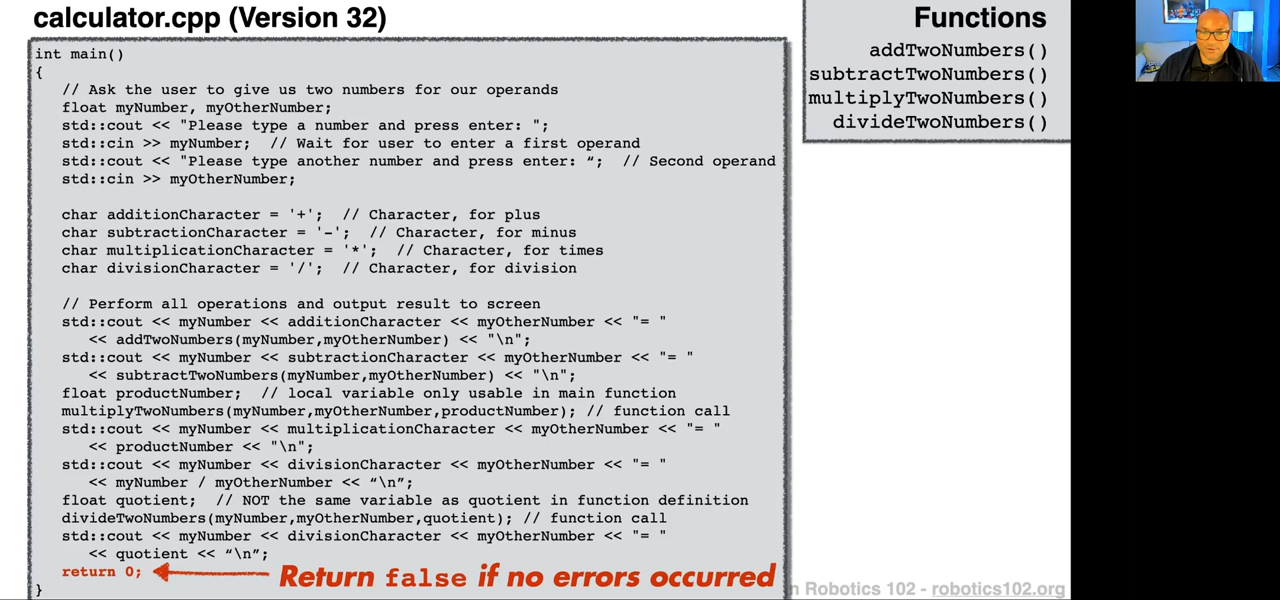 calculator.cpp (Version 32)
int main()
{
// Ask the user to give us two numbers for our operands
float myNumber, myOtherNumber;
std::cout << "Please type a number and press enter: ";
std::cin >> myNumber;  // Wait for user to enter a first operand
std::cout << "Please type another number and press enter: “;  // Second operand
std::cin >> myOtherNumber;
char additionCharacter = '+';  // Character, for plus
char subtractionCharacter = '-';  // Character, for minus
char multiplicationCharacter = '*';  // Character, for times
char divisionCharacter = '/';  // Character, for division
// Perform all operations and output result to screen
std::cout << myNumber << additionCharacter << myOtherNumber << "= "
<< addTwoNumbers(myNumber,myOtherNumber) << "\n";
std::cout << myNumber << subtractionCharacter << myOtherNumber << "= "
<< subtractTwoNumbers(myNumber,myOtherNumber) << "\n";
float productNumber;  // local variable only usable in main function
multiplyTwoNumbers(myNumber,myOtherNumber,productNumber); // function call
std::cout << myNumber << multiplicationCharacter << myOtherNumber << "= "
<< productNumber << "\n";
std::cout << myNumber << divisionCharacter << myOtherNumber << "= "
<< myNumber / myOtherNumber << “\n”;
float quotient;  // NOT the same variable as quotient in function definition
divideTwoNumbers(myNumber,myOtherNumber,quotient); // function call
std::cout << myNumber << divisionCharacter << myOtherNumber << "= "
<< quotient << “\n”;
return 0;
Return false if no errors occurred
}
Functions
addTwoNumbers()
subtractTwoNumbers()
multiplyTwoNumbers()
divideTwoNumbers()
n Robotics 102 - robotics102.org